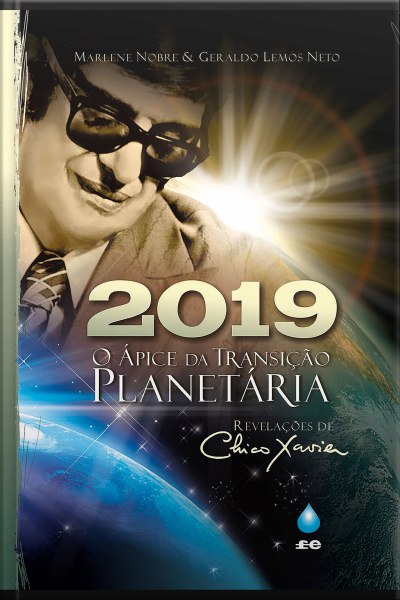 Marlene Nobre & Geraldo Lemos Neto
2019
O Ápice da Transição
Planetária
Revelações de
Chico Xavier
fe